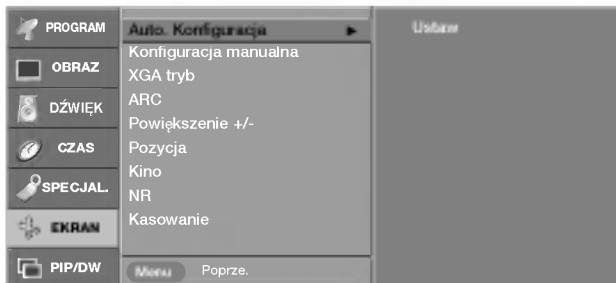 PROGRAM
OBRAZ
DŹWIĘK
CZAS
SPECJAL.
EKRAN
PIP/DW
Auto. Konfiguracja ►
Konfiguracja manualna
XGA tryb
ARC
Powiększenie +/-
Pozycja
Kino
NR
Kasowanie
Menu Poprze.
Ustaw